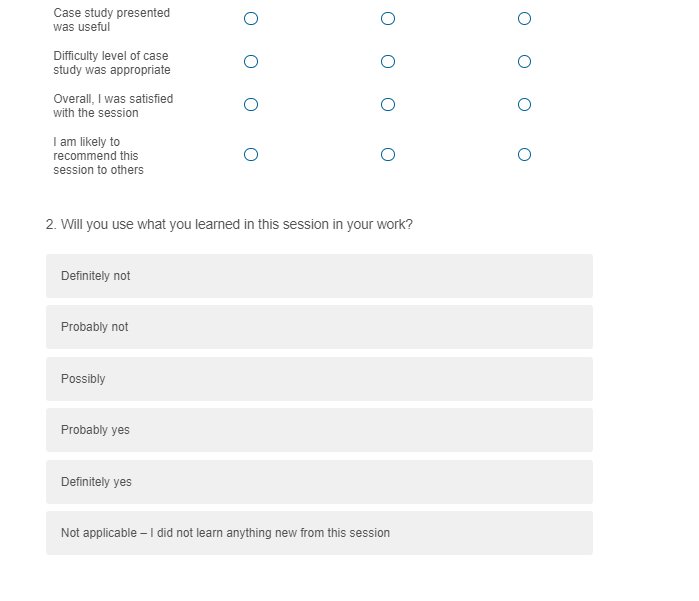 Case study presented
was useful
Difficulty level of case
study was appropriate
Overall, I was satisfied
with the session
I am likely to
recommend this
session to others
2. Will you use what you learned in this session in your work?
Definitely not
Probably not
Possibly
Probably yes
Definitely yes
Not applicable – I did not learn anything new from this session